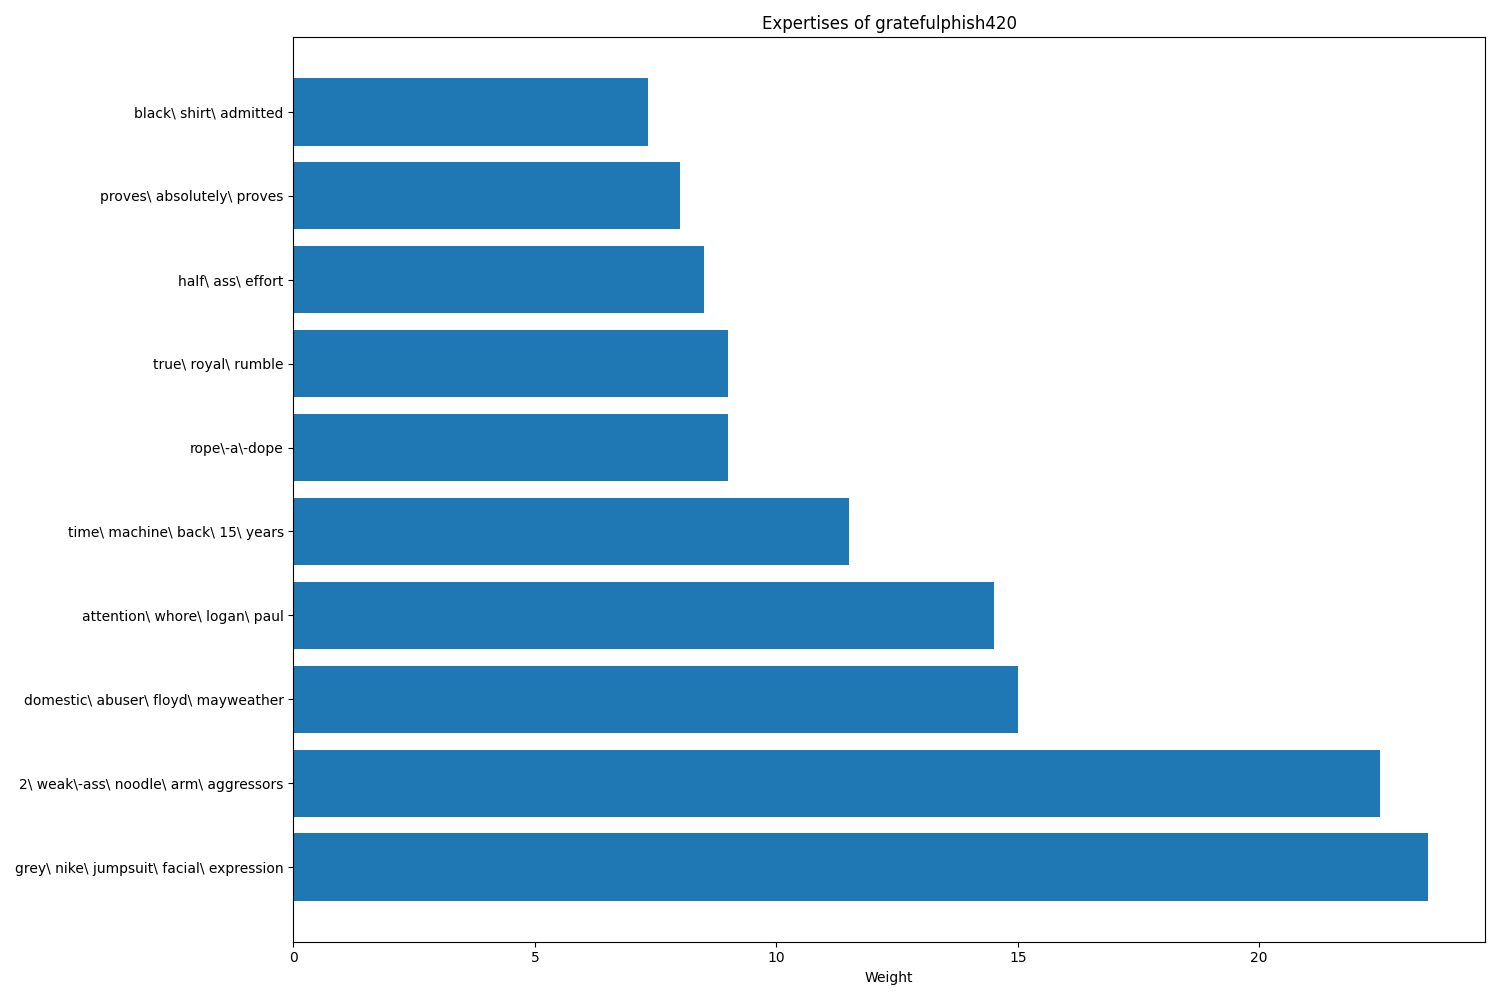 Expertises of gratefulphish420
black\ shirt\ admitted
proves\ absolutely\ proves
half\ ass\ effort
true\ royal\ rumble
rope\-a\-dope
time\ machine\ back\ 15\ years
attention\ whore\ logan\ paul
domestic\ abuser\ floyd\ mayweather
2\ weak\-ass\ noodle\ arm\ aggressors
grey\ nike\ jumpsuit\ facial\ expression
0 5 10 15 20
Weight